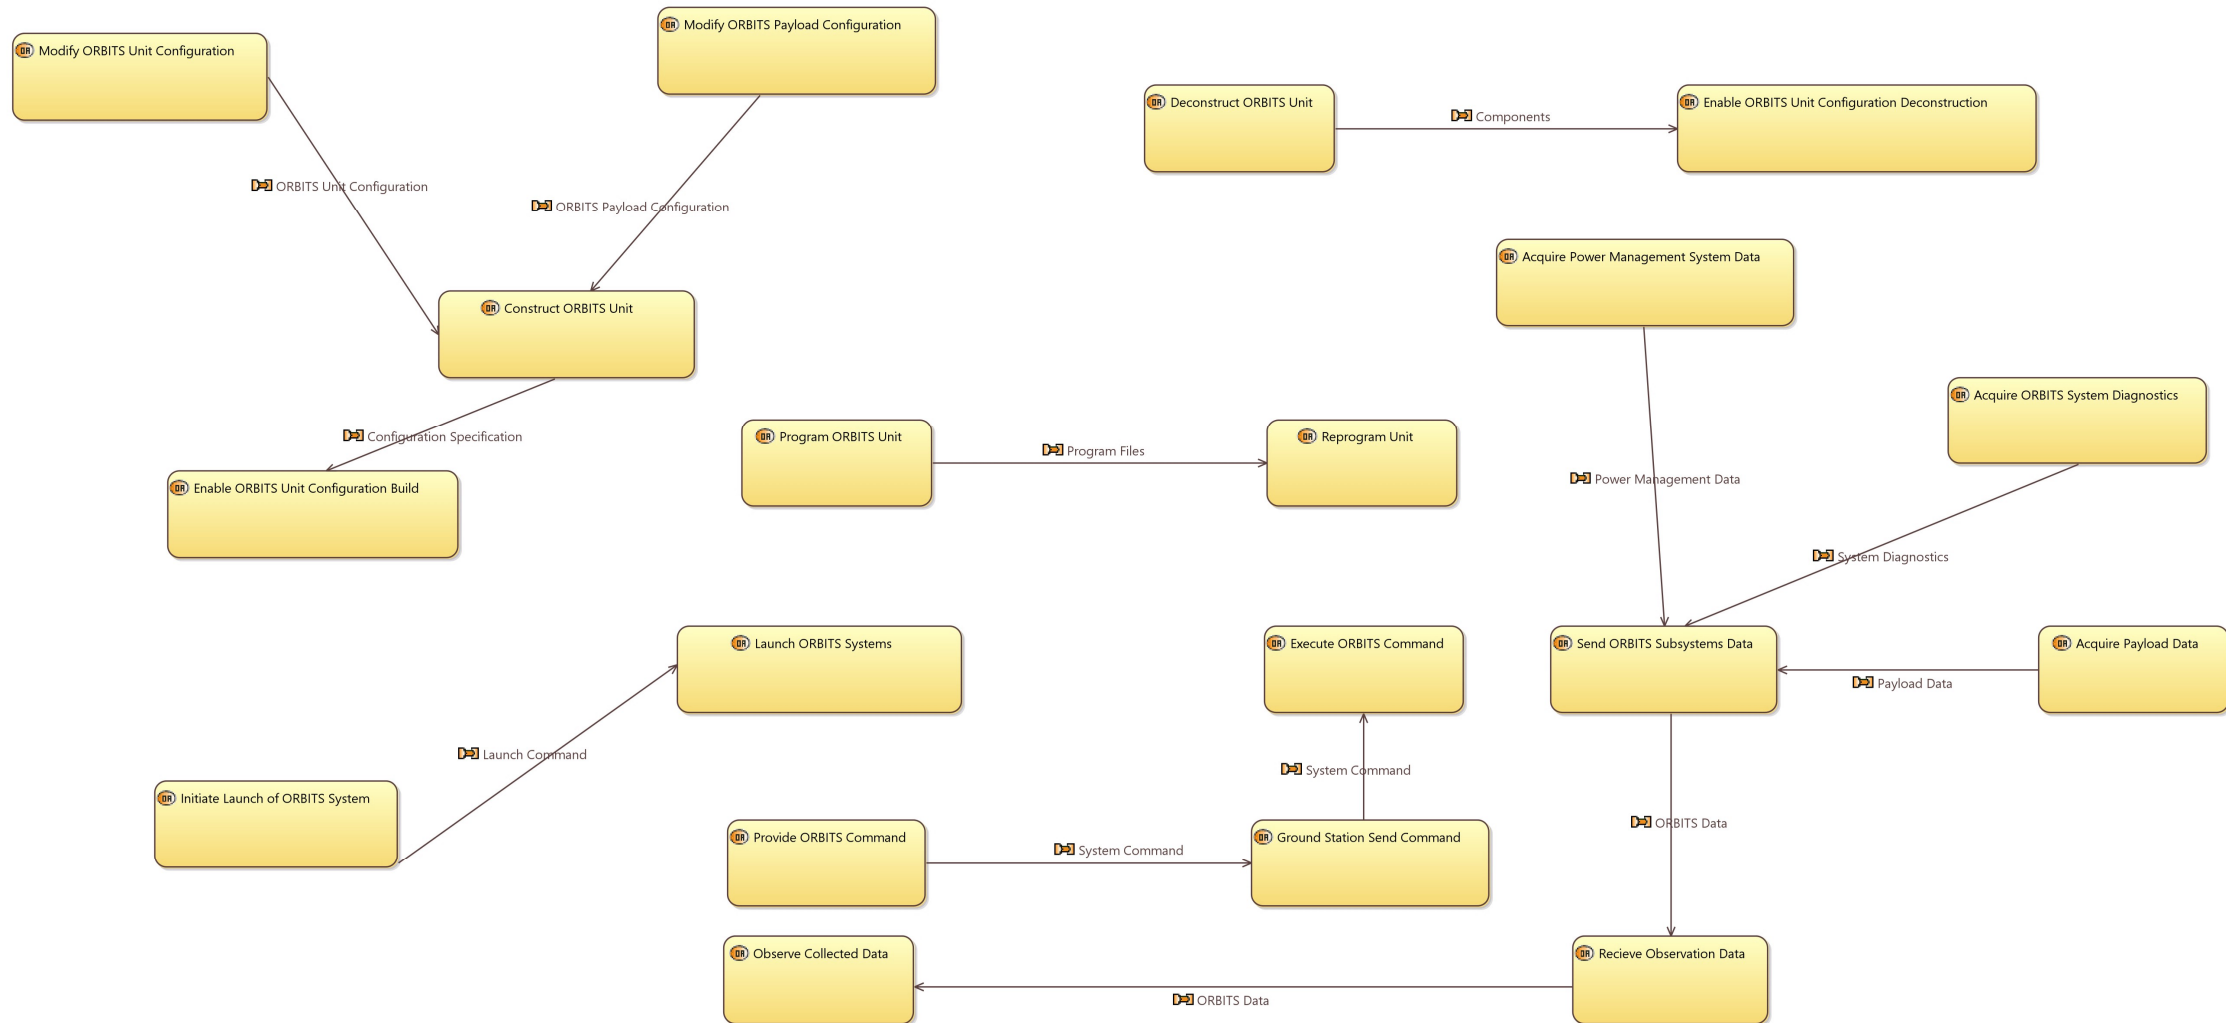 Modify ORBITS Payload Configuration
Modify ORBITS Unit Configuration
Deconstruct ORBITS Unit
Components
Enable ORBITS Unit Configuration Deconstruction
ORBITS Unit Configuration
ORBITS Payload Configuration
Acquire Power Management System Data
Construct ORBITS Unit
Acquire ORBITS System Diagnostics
Configuration Specification
Program ORBITS Unit
Program Files
Reprogram Unit
Power Management Data
Enable ORBITS Unit Configuration Build
System Diagnostics
Launch ORBITS Systems
Execute ORBITS Command
Send ORBITS Subsystems Data
Acquire Payload Data
Payload Data
Launch Command
System Command
Initiate Launch of ORBITS System
ORBITS Data
Provide ORBITS Command
System Command
Ground Station Send Command
Observe Collected Data
Recieve Observation Data
ORBITS Data